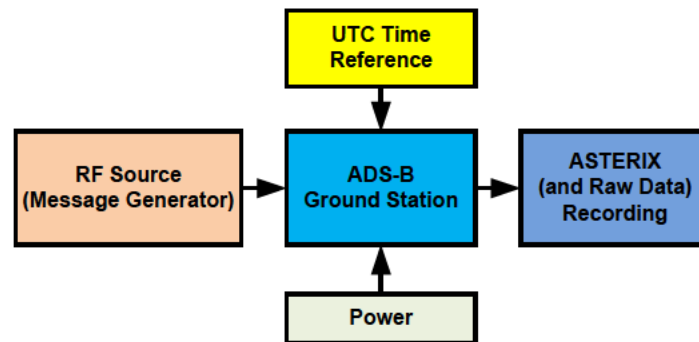 UTC Time
Reference
RF Source
(Message Generator)
ADS-B
Ground Station
ASTERIX
(and Raw Data)
Recording
Power